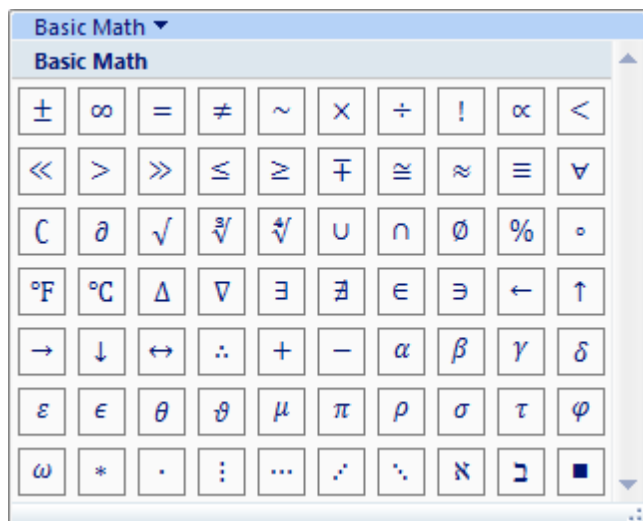 Basic Math
Basic Math
± ∞ = ≠ ~ × ÷ ! ∝ <
≪ > ≫ ≤ ≥ ∓ ≅ ≈ ≡ ∀
∁ ∂ √ ∛ ∜ ∪ ∩ ∅ % °
℉ ℃ ∆ ∇ ∃ ∄ ∈ ∋ ← ↑
→ ↓ ↔ ∴ + − α β γ δ
ε ϵ θ ϑ μ π ρ σ τ φ
ω * ∙ ⋮ ⋯ ⋰ ⋱ ℵ ℶ ■